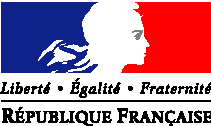 Liberté • Égalité • Fraternité
RÉPUBLIQUE FRANÇAISE